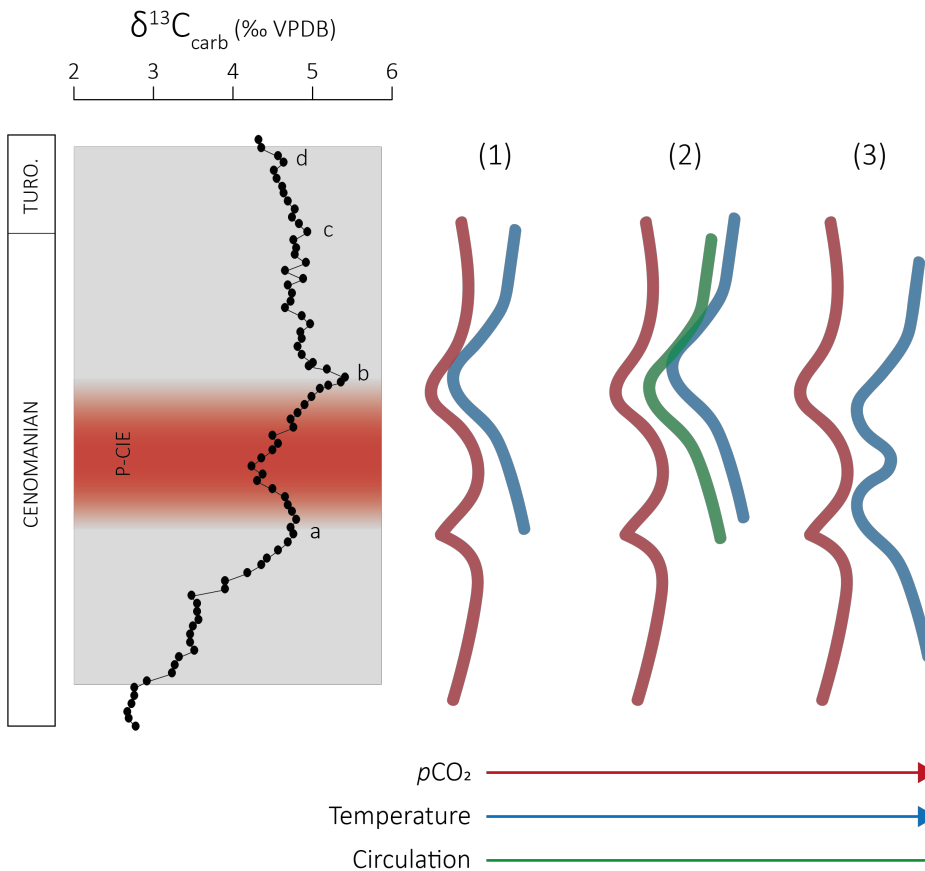 δ¹³Ccarb (‰ VPDB)
2 3 4 5 6
TURO.
CENOMANIAN
P-CIE
d
c
b
a
(1) (2) (3)
pCO₂
Temperature
Circulation